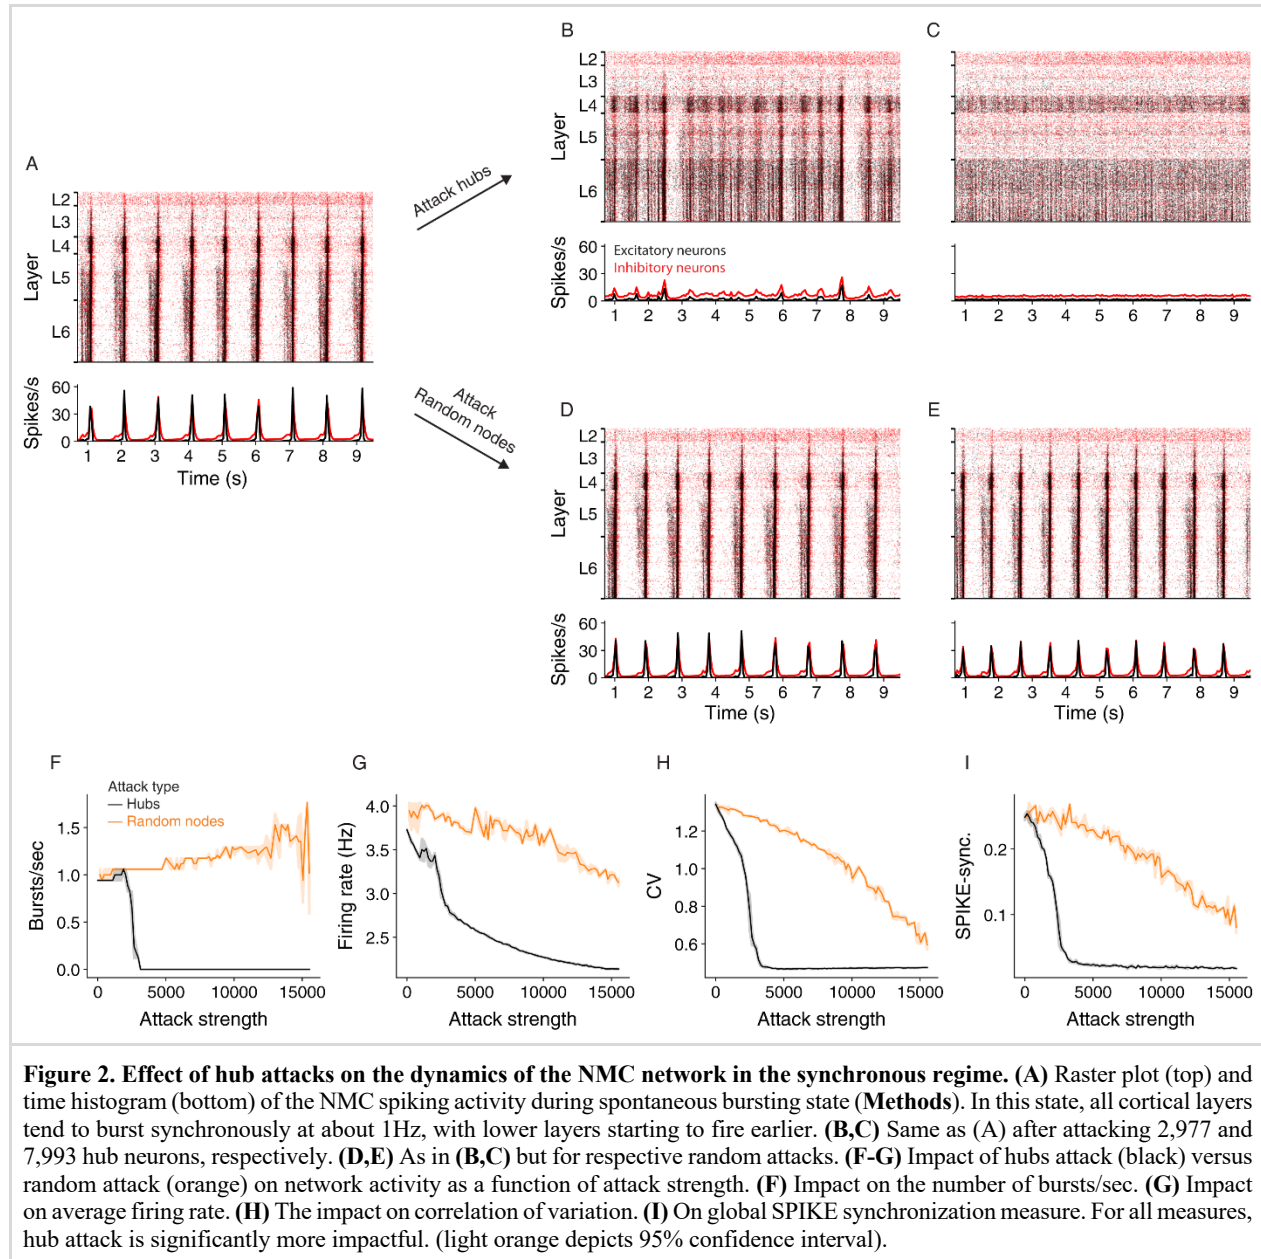 A
L2
L3
L4
L5
L6
Layer
60
30
0
Spikes/s
1 2 3 4 5 6 7 8 9
Time (s)
Attack hubs
Attack
Random nodes
B
L2
L3
L4
L5
L6
Layer
60
30
0
Spikes/s
Excitatory neurons
Inhibitory neurons
1 2 3 4 5 6 7 8 9
C
1 2 3 4 5 6 7 8 9
D
L2
L3
L4
L5
L6
Layer
60
30
0
Spikes/s
1 2 3 4 5 6 7 8 9
Time (s)
E
1 2 3 4 5 6 7 8 9
Time (s)
F
Attack type
Hubs
Random nodes
1.5
1.0
0.5
0.0
Bursts/sec
0 5000 10000 15000
Attack strength
G
4.0
3.5
3.0
2.5
Firing rate (Hz)
0 5000 10000 15000
Attack strength
H
1.2
1.0
0.8
0.6
CV
0 5000 10000 15000
Attack strength
I
0.2
0.1
SPIKE-sync.
0 5000 10000 15000
Attack strength
Figure 2. Effect of hub attacks on the dynamics of the NMC network in the synchronous regime. (A) Raster plot (top) and
time histogram (bottom) of the NMC spiking activity during spontaneous bursting state (Methods). In this state, all cortical layers
tend to burst synchronously at about 1Hz, with lower layers starting to fire earlier. (B,C) Same as (A) after attacking 2,977 and
7,993 hub neurons, respectively. (D,E) As in (B,C) but for respective random attacks. (F-G) Impact of hubs attack (black) versus
random attack (orange) on network activity as a function of attack strength. (F) Impact on the number of bursts/sec. (G) Impact
on average firing rate. (H) The impact on correlation of variation. (I) On global SPIKE synchronization measure. For all measures,
hub attack is significantly more impactful. (light orange depicts 95% confidence interval).